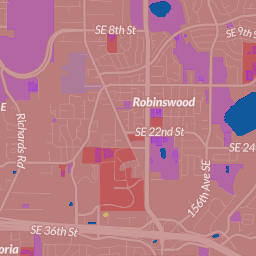 SE 8th St
SE 9th St
Robinswood
E
Richards Rd
SE 22nd St
SE 24
156th Ave SE
SE 36th St
oria